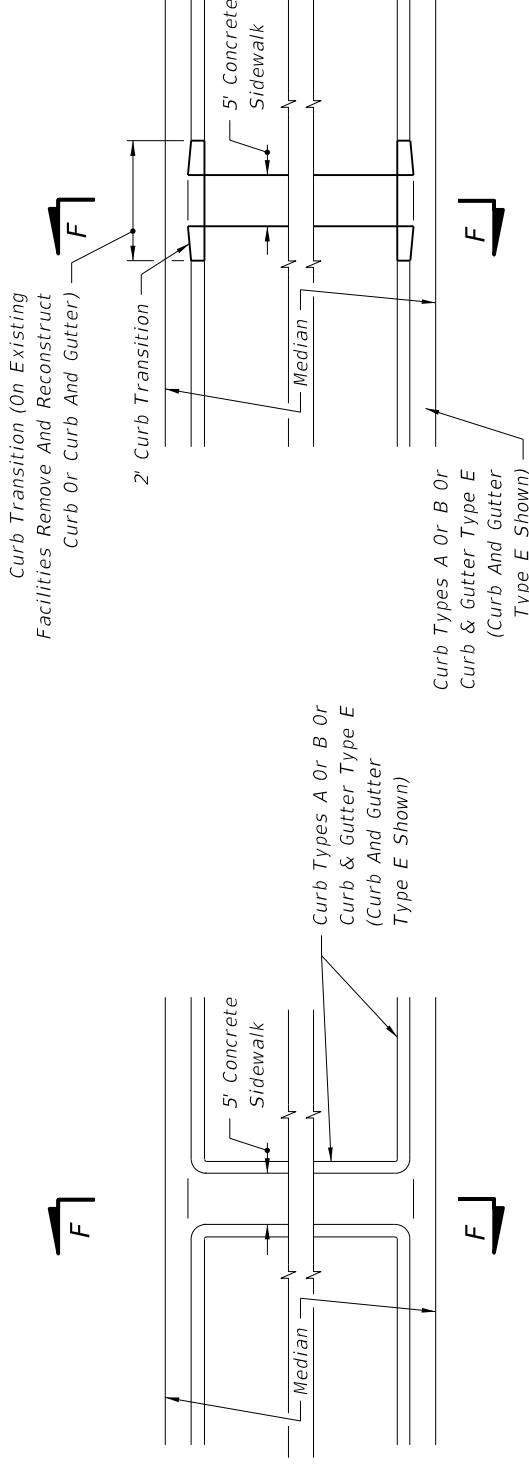 Curb Transition (On Existing
Facilities Remove And Reconstruct
Curb Or Curb And Gutter)
F
2' Curb Transition
5' Concrete
Sidewalk
Median
F
Curb Types A Or B Or
Curb & Gutter Type E
(Curb And Gutter
Type E Shown)
F
5' Concrete
Sidewalk
Median
Curb Types A Or B Or
Curb & Gutter Type E
(Curb And Gutter
Type E Shown)
F